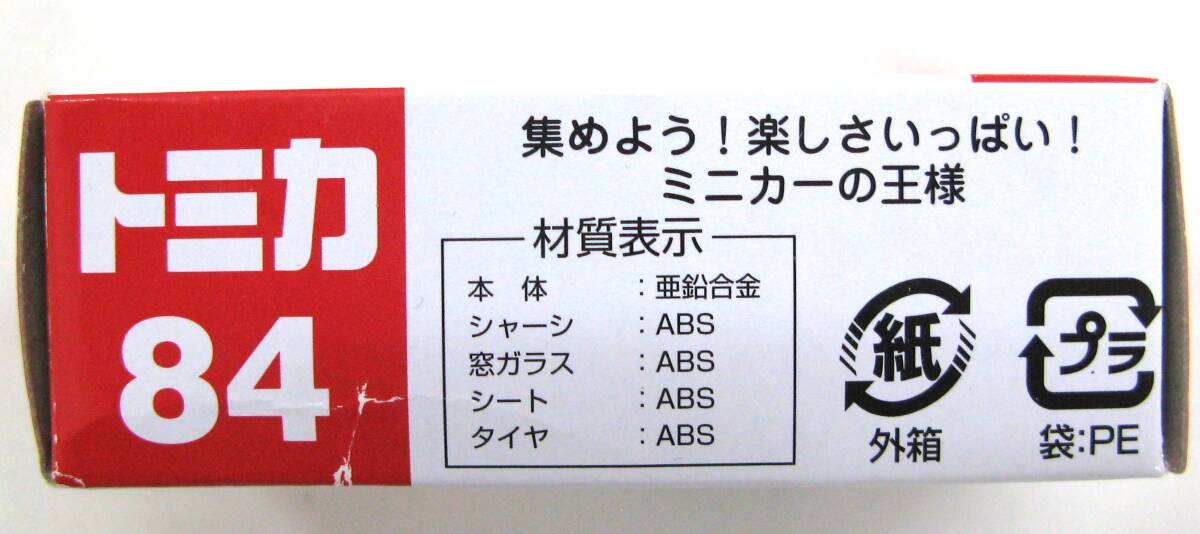 トミカ
84
集めよう！楽しさいっぱい！
ミニカーの王様
材質表示
本体：亜鉛合金
シャーシ：ABS
窓ガラス：ABS
シート：ABS
タイヤ：ABS
紙
外箱
プラ
袋：PE